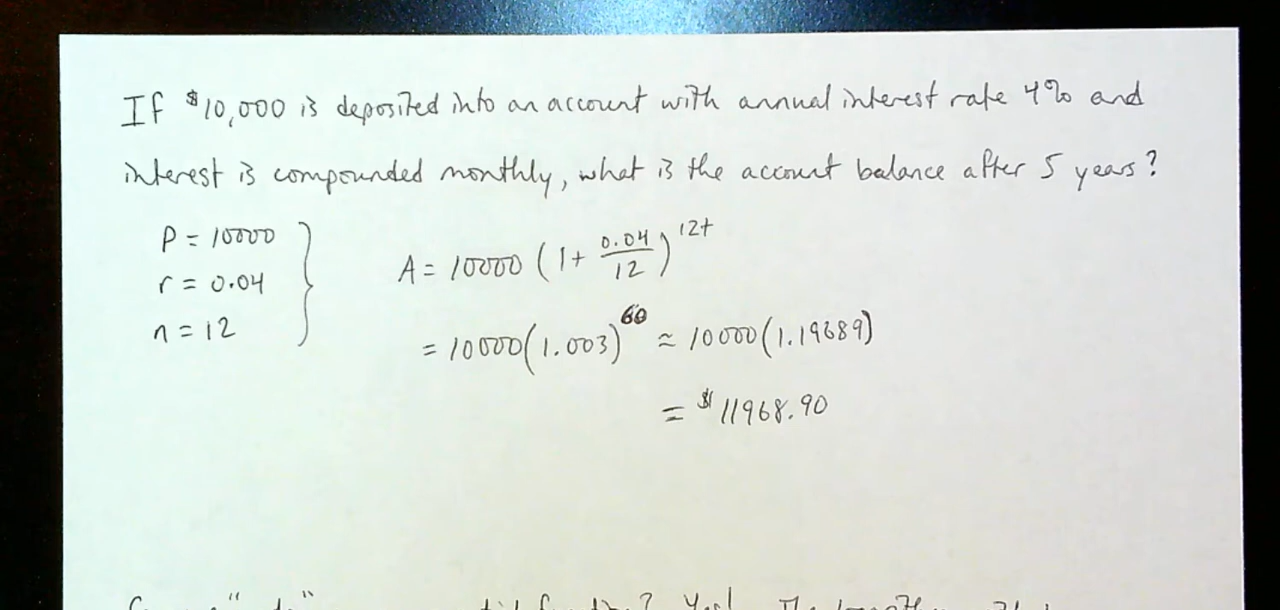 If $10,000 is deposited into an account with annual interest rate 4% and
interest is compounded monthly, what is the account balance after 5 years?
P = 10000
r = 0.04
n = 12
A = 10000 (1 + 0.04/12)^12t
= 10000(1.003)^60 ≈ 10000(1.19689)
= $11968.90